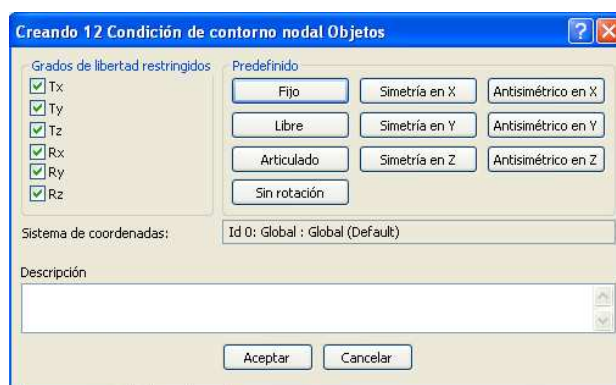 Creando 12 Condición de contorno nodal Objetos
Grados de libertad restringidos
Tx
Ty
Tz
Rx
Ry
Rz
Predefinido
Fijo Simetría en X Antisimétrico en X
Libre Simetría en Y Antisimétrico en Y
Articulado Simetría en Z Antisimétrico en Z
Sin rotación
Sistema de coordenadas: Id 0: Global : Global (Default)
Descripción
Aceptar Cancelar